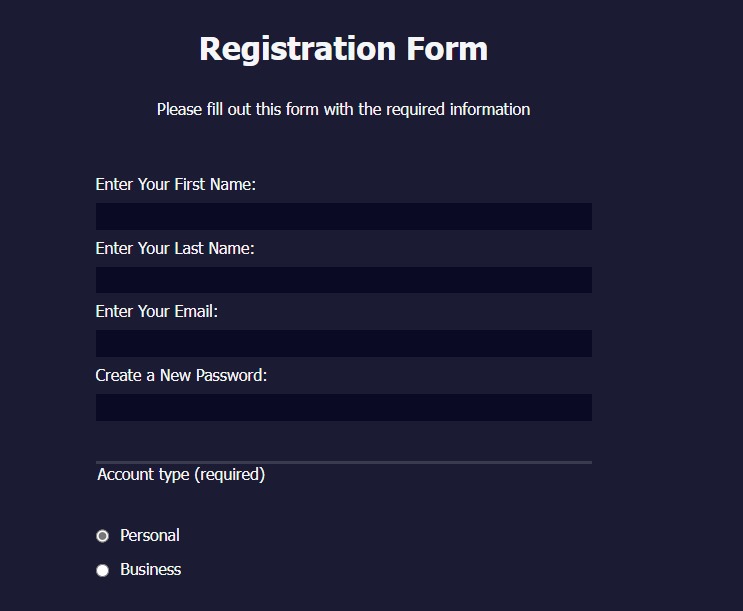 Registration Form
Please fill out this form with the required information
Enter Your First Name:
Enter Your Last Name:
Enter Your Email:
Create a New Password:
Account type (required)
Personal
Business